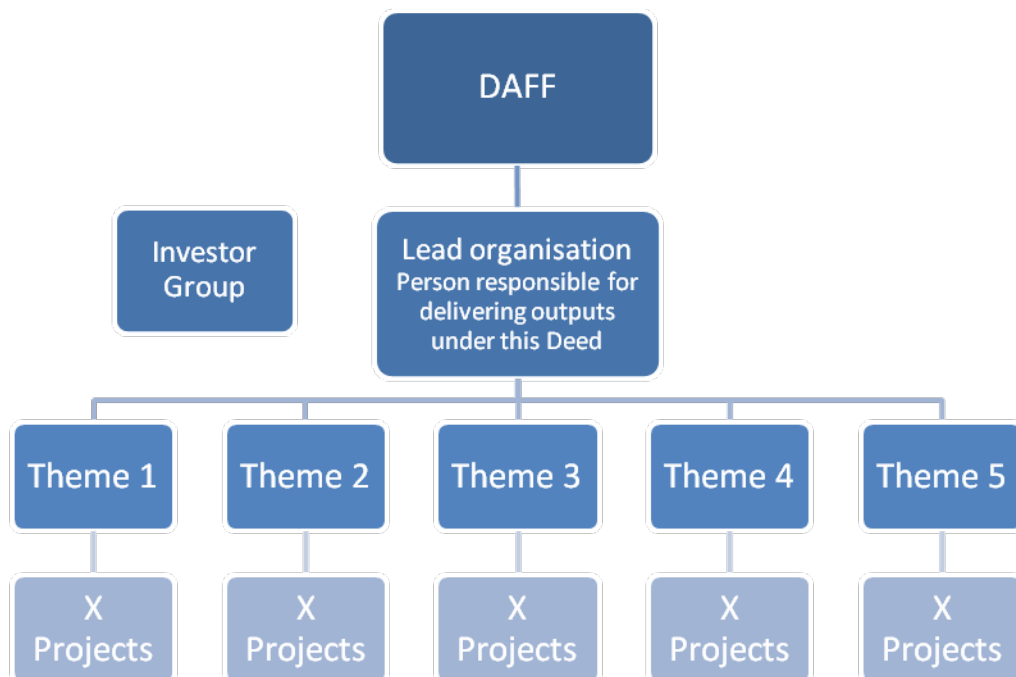 DAFF
Investor
Group
Lead organisation
Person responsible for
delivering outputs
under this Deed
Theme 1
Theme 2
Theme 3
Theme 4
Theme 5
X
Projects
X
Projects
X
Projects
X
Projects
X
Projects